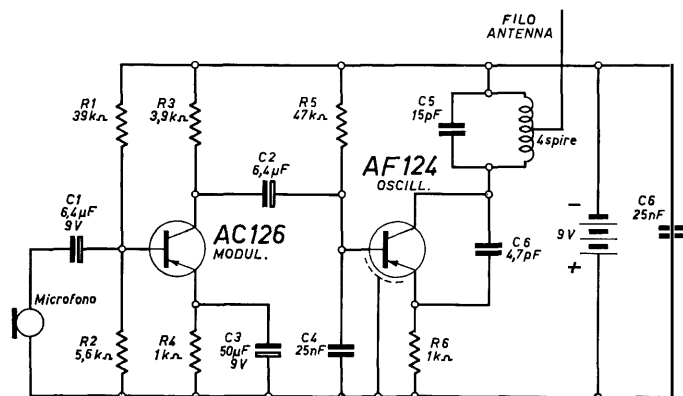 FILO
ANTENNA
R1
39kΩ
R3
3,9kΩ
R5
47kΩ
C5
15pF
4 spire
C2
6,4µF
AF124
OSCILL.
C1
6,4µF
9V
AC126
MODUL.
C6
4,7pF
−
9V
+
C6
25nF
Microfono
R2
5,6kΩ
R4
1kΩ
C3
50µF
9V
C4
25nF
R6
1kΩ